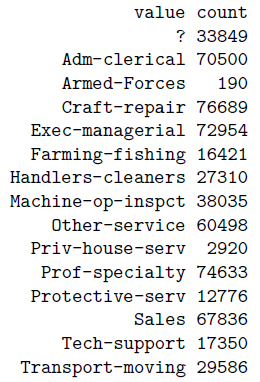 value count
? 33849
Adm-clerical 70500
Armed-Forces 190
Craft-repair 76689
Exec-managerial 72954
Farming-fishing 16421
Handlers-cleaners 27310
Machine-op-inspct 38035
Other-service 60498
Priv-house-serv 2920
Prof-specialty 74633
Protective-serv 12776
Sales 67836
Tech-support 17350
Transport-moving 29586